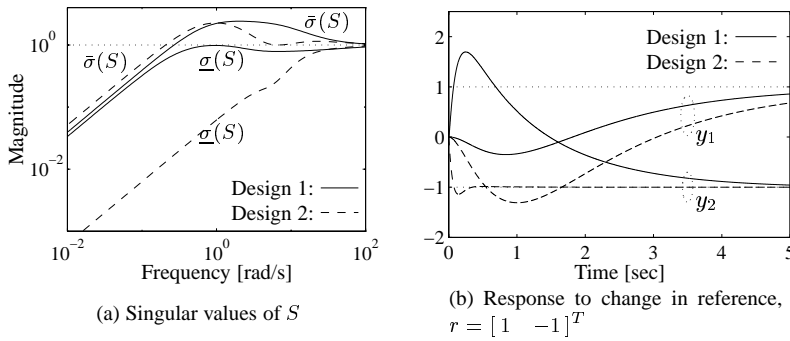 10^0
10^{-2}
Magnitude
σ̄(S)
σ̄(S)
σ̲(S)
σ̲(S)
Design 1:
Design 2:
10^{-2}
10^0
10^2
Frequency [rad/s]
(a) Singular values of S
2
1
0
−1
−2
Design 1:
Design 2:
y_1
y_2
0
1
2
3
4
5
Time [sec]
(b) Response to change in reference,
r = [ 1 −1 ]^T